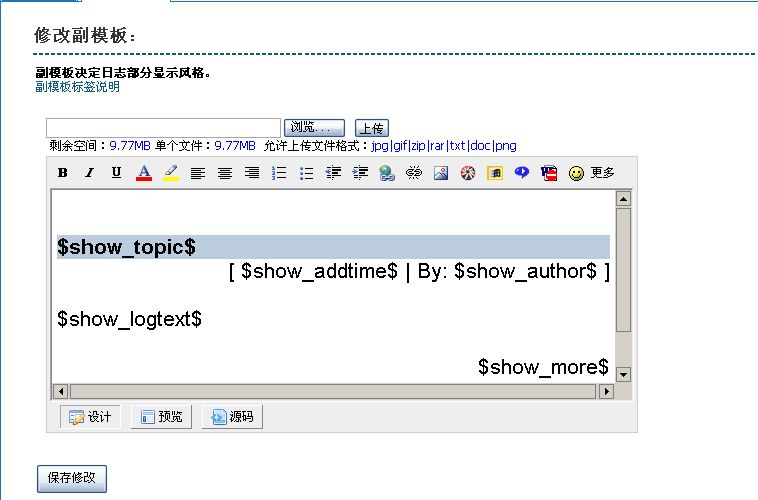 修改副模板：
副模板决定日志部分显示风格。
副模板标签说明
浏览... 上传
剩余空间：9.77MB 单个文件：9.77MB 允许上传文件格式：jpg|gif|zip|rar|txt|doc|png
B I U A 更多
$show_topic$
[ $show_addtime$ | By: $show_author$ ]
$show_logtext$
$show_more$
设计 预览 源码
保存修改